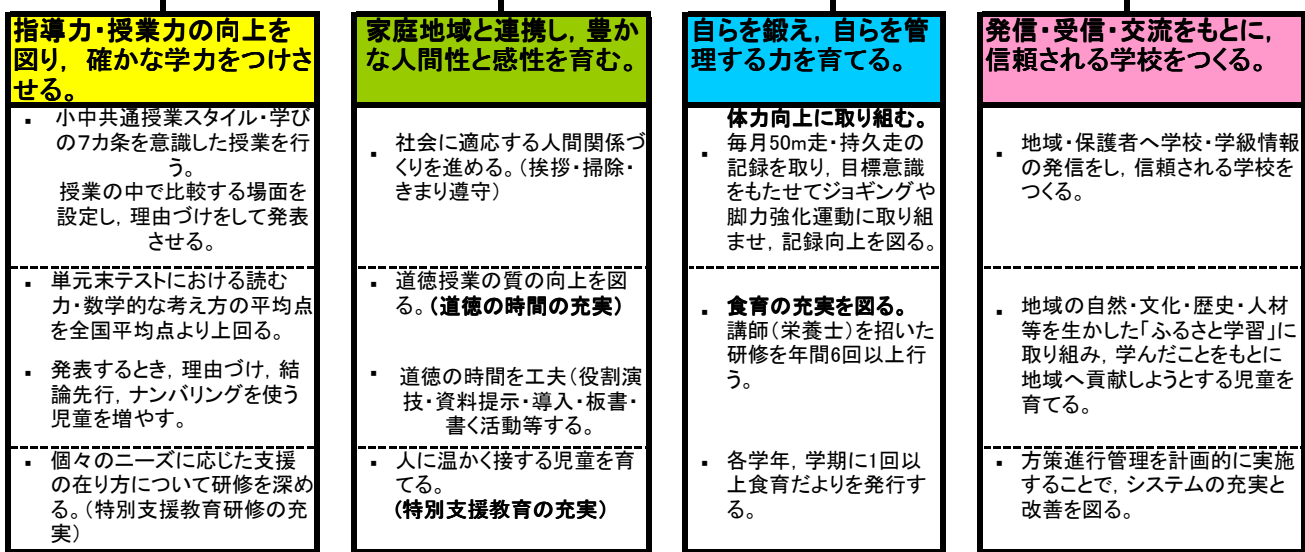 指導力・授業力の向上を
図り, 確かな学力をつけさ
せる。
▪ 小中共通授業スタイル・学び
の7カ条を意識した授業を行
う。
授業の中で比較する場面を
設定し, 理由づけをして発表
させる。
▪ 単元末テストにおける読む
力・数学的な考え方の平均点
を全国平均点より上回る。
▪ 発表するとき, 理由づけ, 結
論先行, ナンバリングを使う
児童を増やす。
▪ 個々のニーズに応じた支援
の在り方について研修を深め
る。(特別支援教育研修の充
実)
家庭地域と連携し, 豊か
な人間性と感性を育む。
▪ 社会に適応する人間関係づ
くりを進める。(挨拶・掃除・
きまり遵守)
▪ 道徳授業の質の向上を図
る。(道徳の時間の充実)
▪ 道徳の時間を工夫(役割演
技・資料提示・導入・板書・
書く活動等する。
▪ 人に温かく接する児童を育
てる。
(特別支援教育の充実)
自らを鍛え, 自らを管
理する力を育てる。
体力向上に取り組む。
▪ 毎月50m走・持久走の
記録を取り, 目標意識
をもたせてジョギングや
脚力強化運動に取り組
ませ, 記録向上を図る。
▪ 食育の充実を図る。
講師(栄養士)を招いた
研修を年間6回以上行
う。
▪ 各学年, 学期に1回以
上食育だよりを発行す
る。
発信・受信・交流をもとに,
信頼される学校をつくる。
▪ 地域・保護者へ学校・学級情報
の発信をし, 信頼される学校を
つくる。
▪ 地域の自然・文化・歴史・人材
等を生かした「ふるさと学習」に
取り組み, 学んだことをもとに
地域へ貢献しようとする児童を
育てる。
▪ 方策進行管理を計画的に実施
することで, システムの充実と
改善を図る。